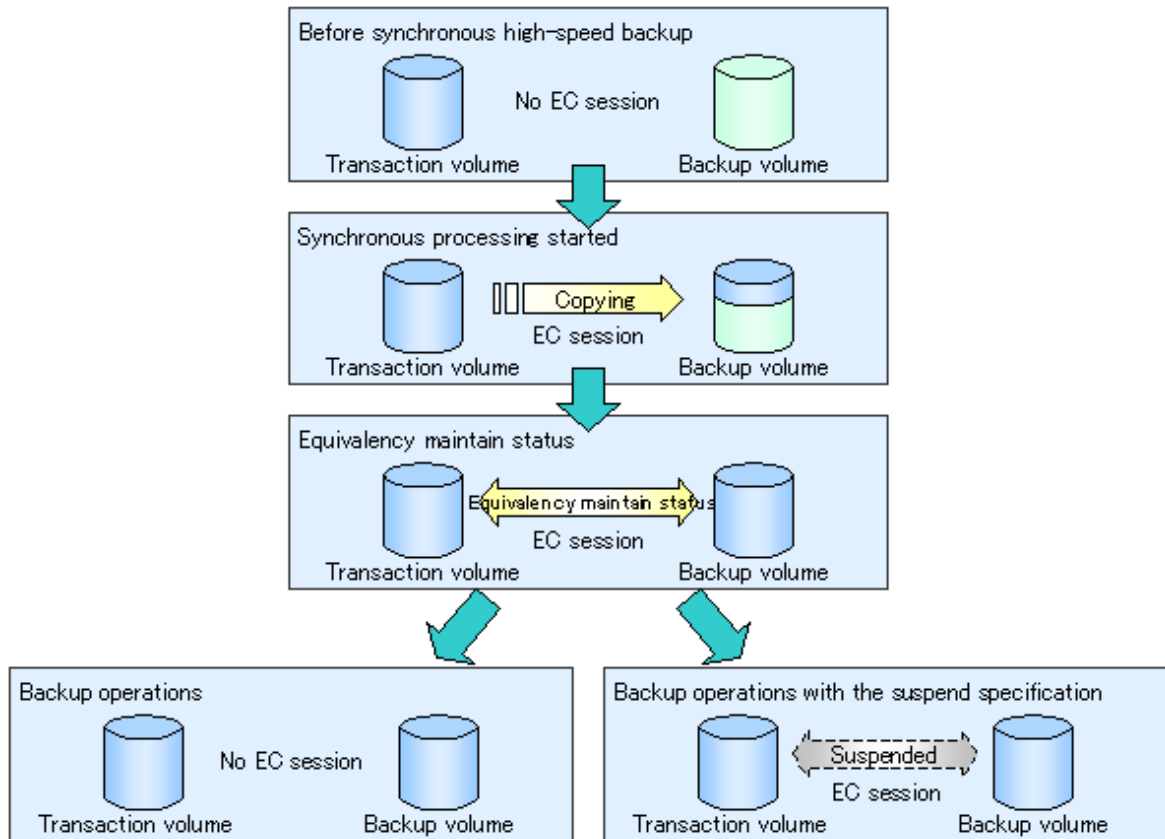 Before synchronous high-speed backup
No EC session
Transaction volume
Backup volume
Synchronous processing started
Copying
EC session
Transaction volume
Backup volume
Equivalency maintain status
Equivalency maintain status
EC session
Transaction volume
Backup volume
Backup operations
No EC session
Transaction volume
Backup volume
Backup operations with the suspend specification
Suspended
EC session
Transaction volume
Backup volume